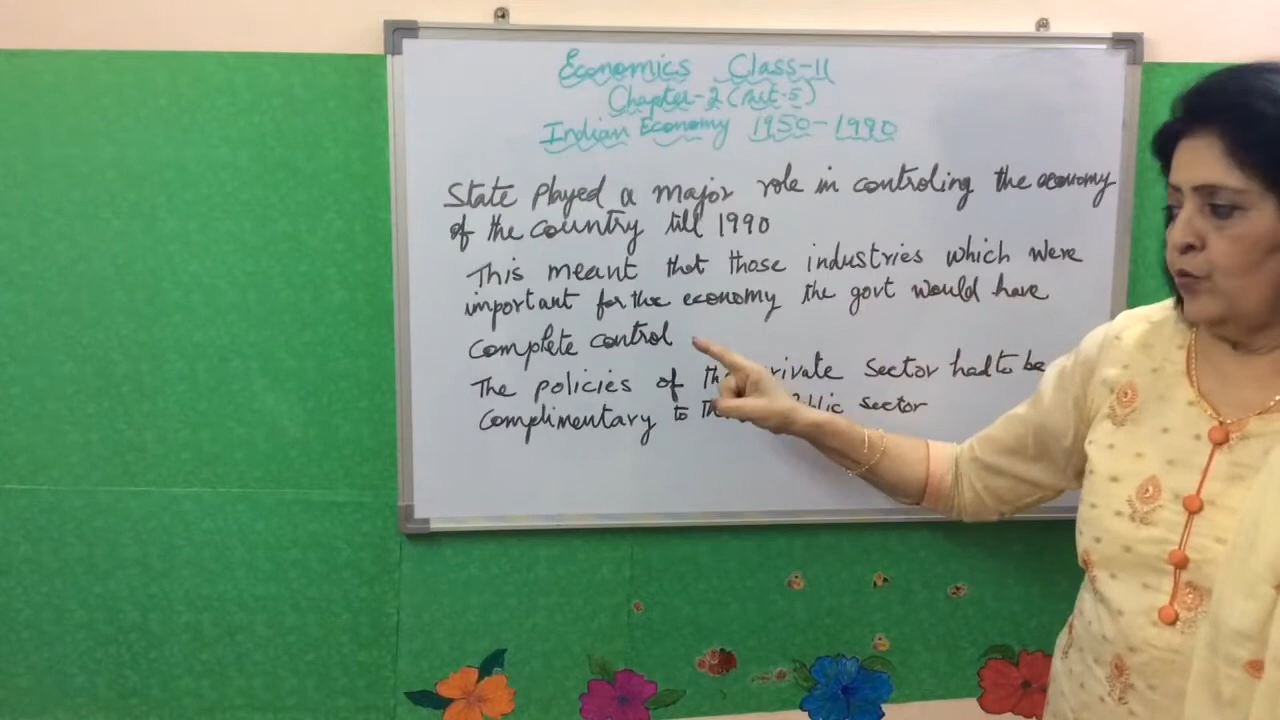 Economics Class-11
Chapter-2 (Part-5)
Indian Economy 1950-1990
State Played a major role in controling the economy
of the country till 1990
This meant that those industries which were
important for the economy the govt would have
complete control
The policies of the private sector had to be
complimentary to sector